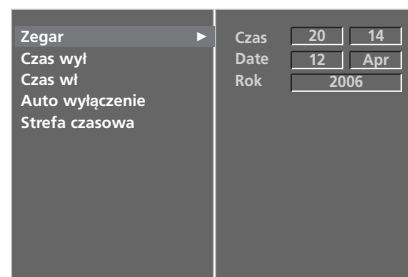 Zegar ►
Czas wył
Czas wł
Auto wyłączenie
Strefa czasowa
Czas 20 14
Date 12 Apr
Rok 2006